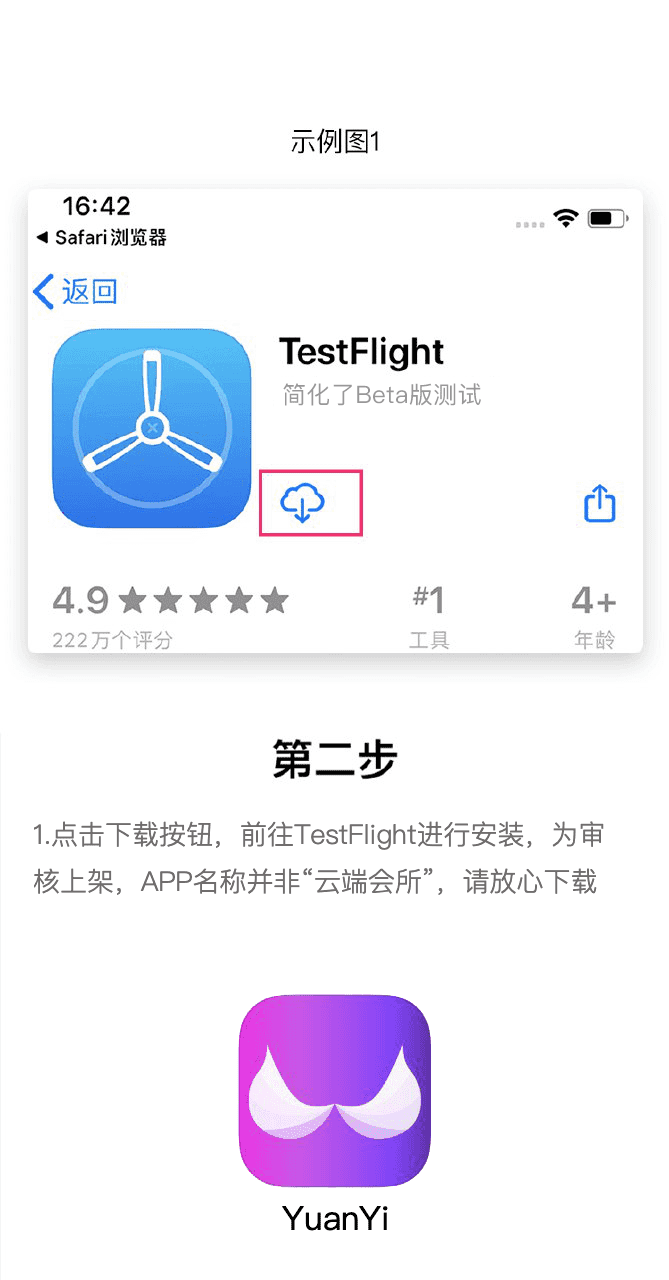 示例图1
16:42
◀ Safari浏览器
返回
TestFlight
简化了Beta版测试
4.9 ★★★★★ #1 4+
222万个评分 工具 年龄
第二步
1.点击下载按钮，前往TestFlight进行安装，为审
核上架，APP名称并非“云端会所”，请放心下载
YuanYi